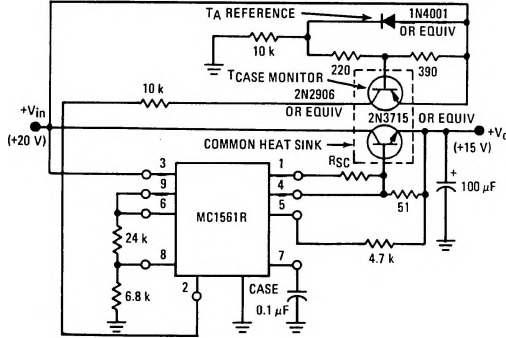 TA REFERENCE
1N4001
OR EQUIV
10 k
220
390
TCASE MONITOR
10 k
2N2906
OR EQUIV
+Vin
(+20 V)
2N3715
OR EQUIV
+Vo
(+15 V)
COMMON HEAT SINK
RSC
3
1
9
4
6
5
MC1561R
51
+
100 µF
24 k
4.7 k
8
7
2
CASE
6.8 k
0.1 µF